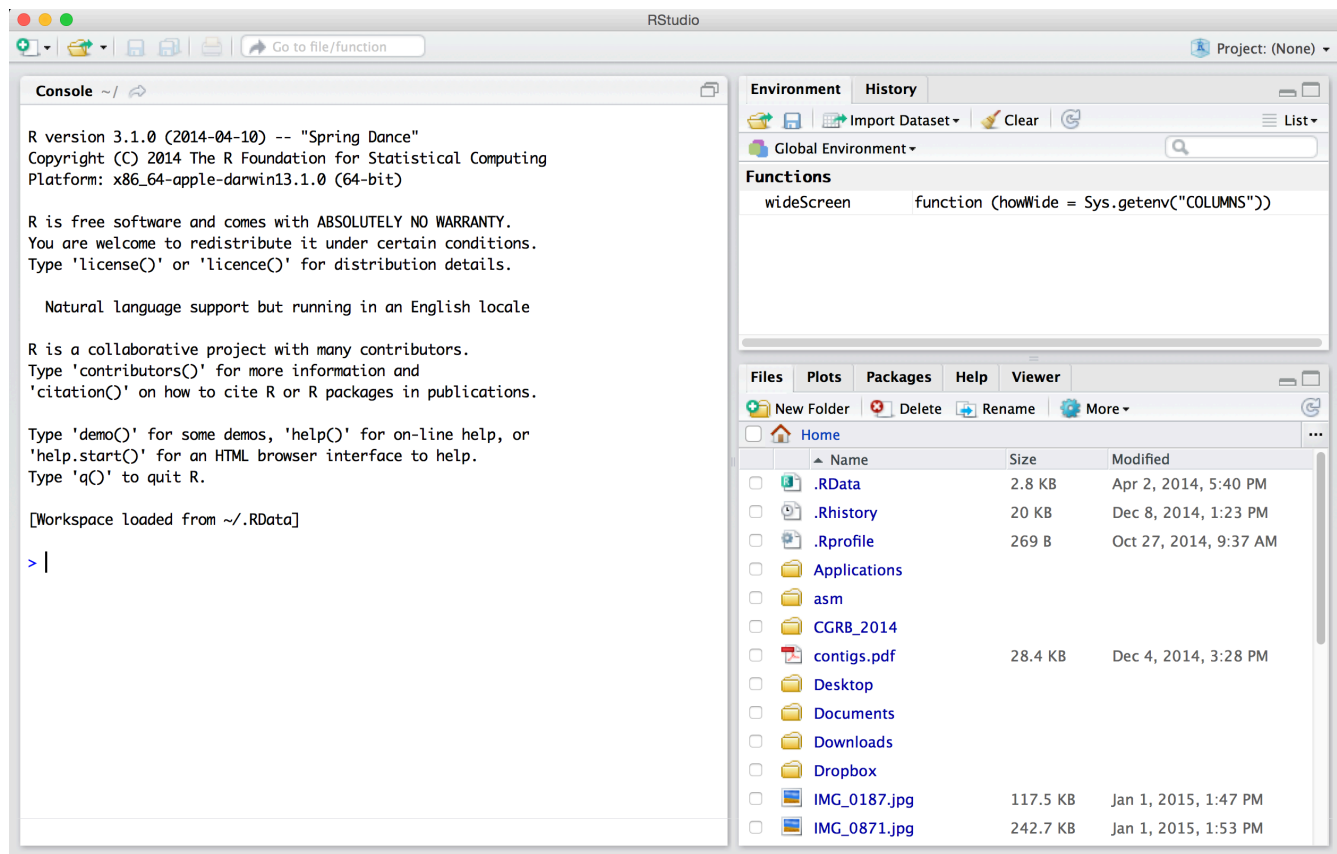 RStudio
Go to file/function
Project: (None)
Console ~/
R version 3.1.0 (2014-04-10) -- "Spring Dance"
Copyright (C) 2014 The R Foundation for Statistical Computing
Platform: x86_64-apple-darwin13.1.0 (64-bit)
R is free software and comes with ABSOLUTELY NO WARRANTY.
You are welcome to redistribute it under certain conditions.
Type 'license()' or 'licence()' for distribution details.
Natural language support but running in an English locale
R is a collaborative project with many contributors.
Type 'contributors()' for more information and
'citation()' on how to cite R or R packages in publications.
Type 'demo()' for some demos, 'help()' for on-line help, or
'help.start()' for an HTML browser interface to help.
Type 'q()' to quit R.
[Workspace loaded from ~/.RData]
>
Environment History
Import Dataset Clear List
Global Environment
Functions
wideScreen function (howWide = Sys.getenv("COLUMNS"))
Files Plots Packages Help Viewer
New Folder Delete Rename More
Home ...
Name Size Modified
.RData 2.8 KB Apr 2, 2014, 5:40 PM
.Rhistory 20 KB Dec 8, 2014, 1:23 PM
.Rprofile 269 B Oct 27, 2014, 9:37 AM
Applications
asm
CGRB_2014
contigs.pdf 28.4 KB Dec 4, 2014, 3:28 PM
Desktop
Documents
Downloads
Dropbox
IMG_0187.jpg 117.5 KB Jan 1, 2015, 1:47 PM
IMG_0871.jpg 242.7 KB Jan 1, 2015, 1:53 PM